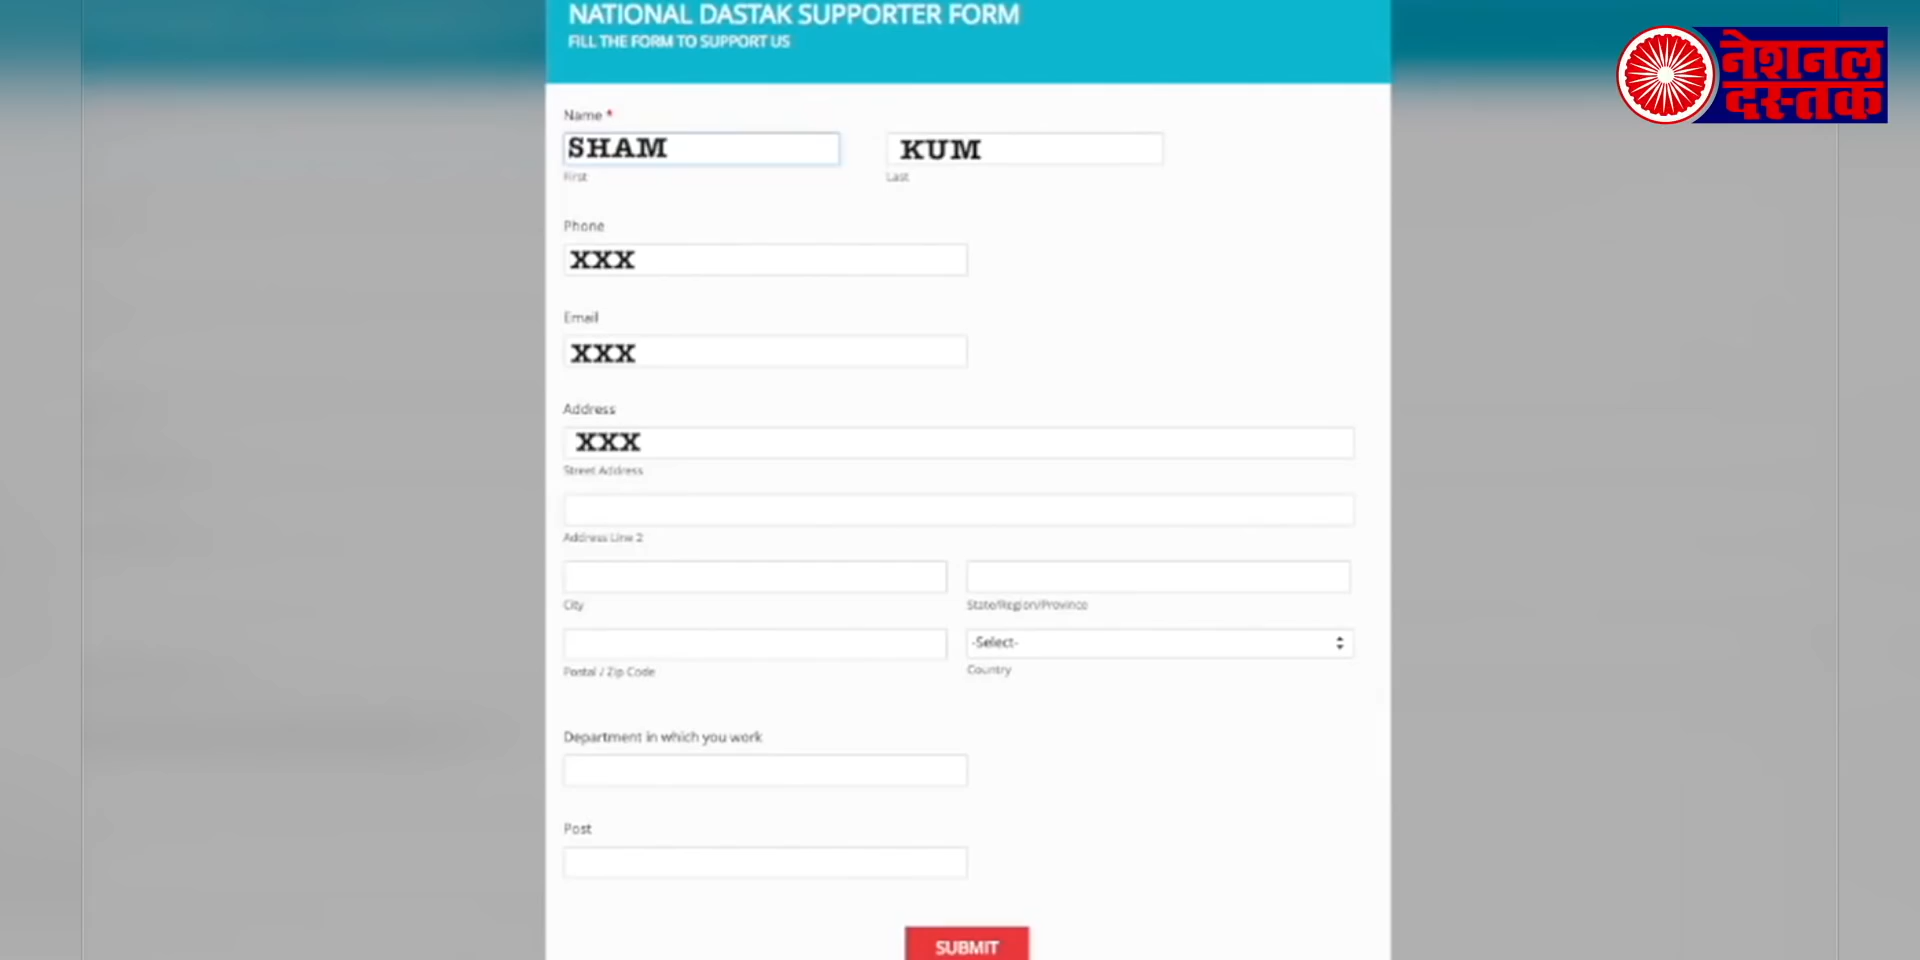 NATIONAL DASTAK SUPPORTER FORM
FILL THE FORM TO SUPPORT US
नेशनल
दस्तक
Name *
SHAM KUM
First Last
Phone
XXX
Email
XXX
Address
XXX
Street Address
Address Line 2
City State/Region/Province
-Select-
Postal / Zip Code Country
Department in which you work
Post
SUBMIT